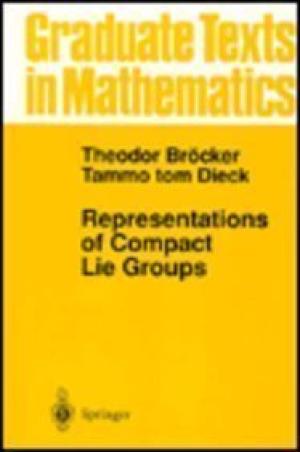 Graduate Texts
in Mathematics
Theodor Bröcker
Tammo tom Dieck
Representations
of Compact
Lie Groups
Springer